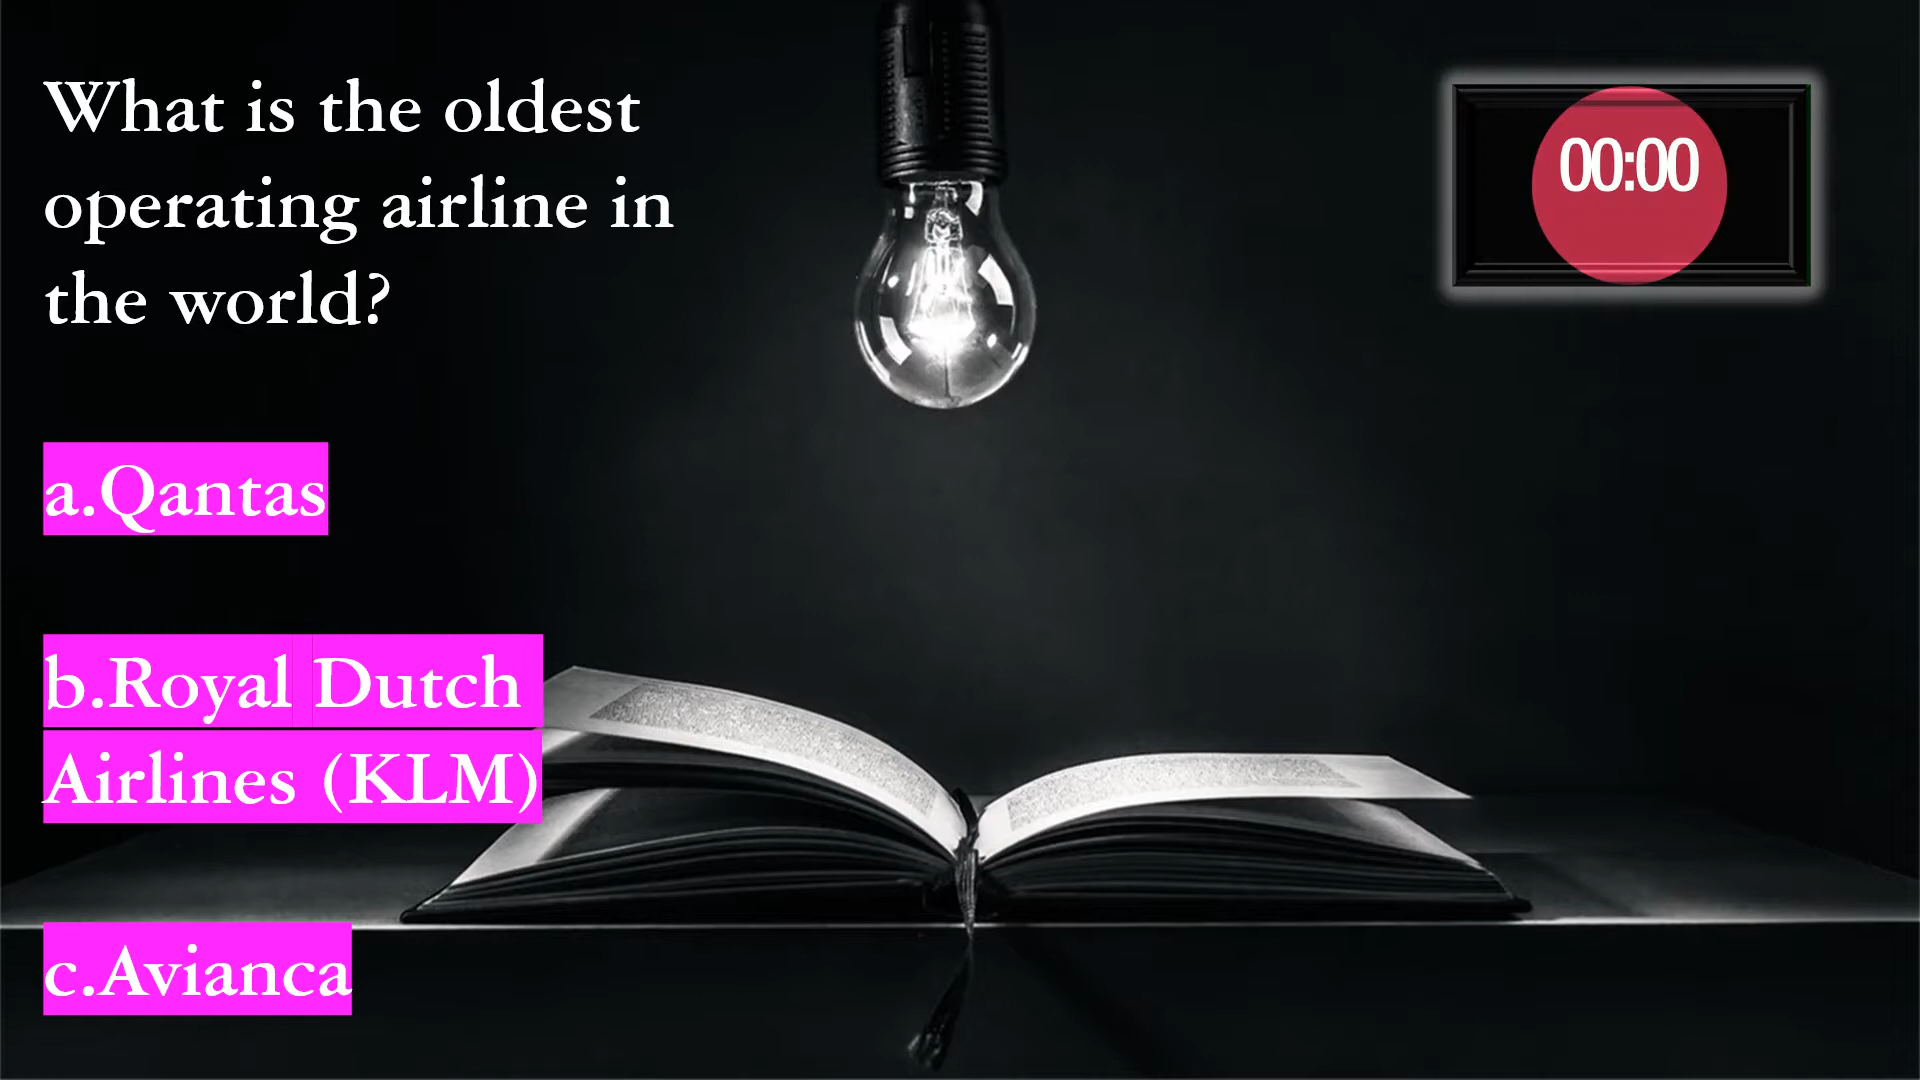 What is the oldest
operating airline in
the world?
00:00
a.Qantas
b.Royal Dutch
Airlines (KLM)
c.Avianca